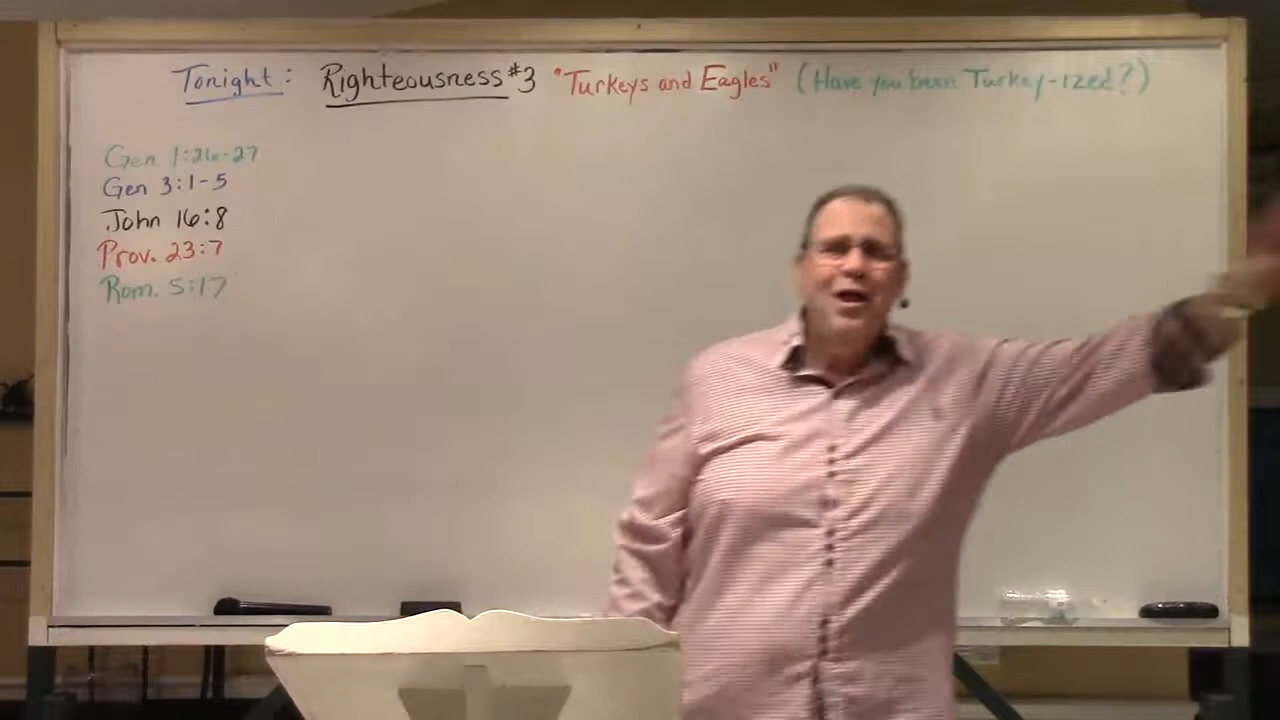 Tonight: Righteousness #3 "Turkeys and Eagles" (Have you been Turkey-ized?)
Gen 1:26-27
Gen 3:1-5
John 16:8
Prov. 23:7
Rom. 5:17